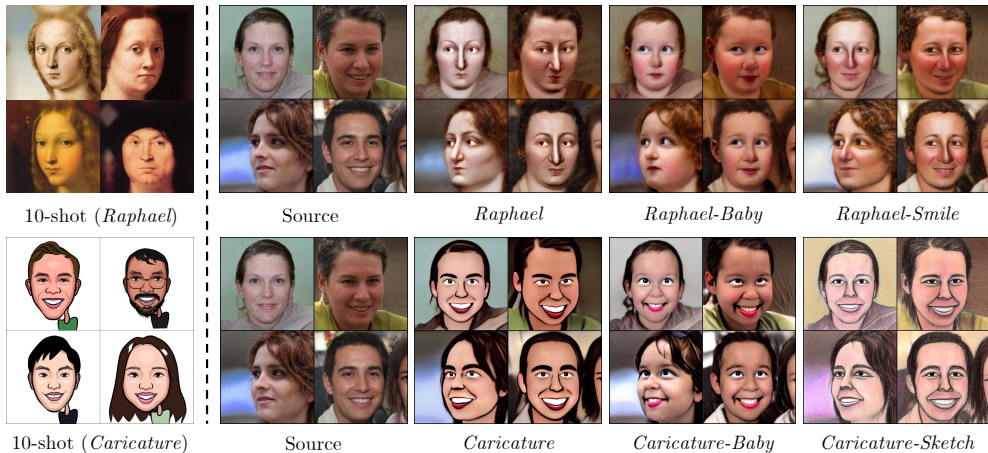 10-shot (Raphael)
Source
Raphael
Raphael-Baby
Raphael-Smile
10-shot (Caricature)
Source
Caricature
Caricature-Baby
Caricature-Sketch